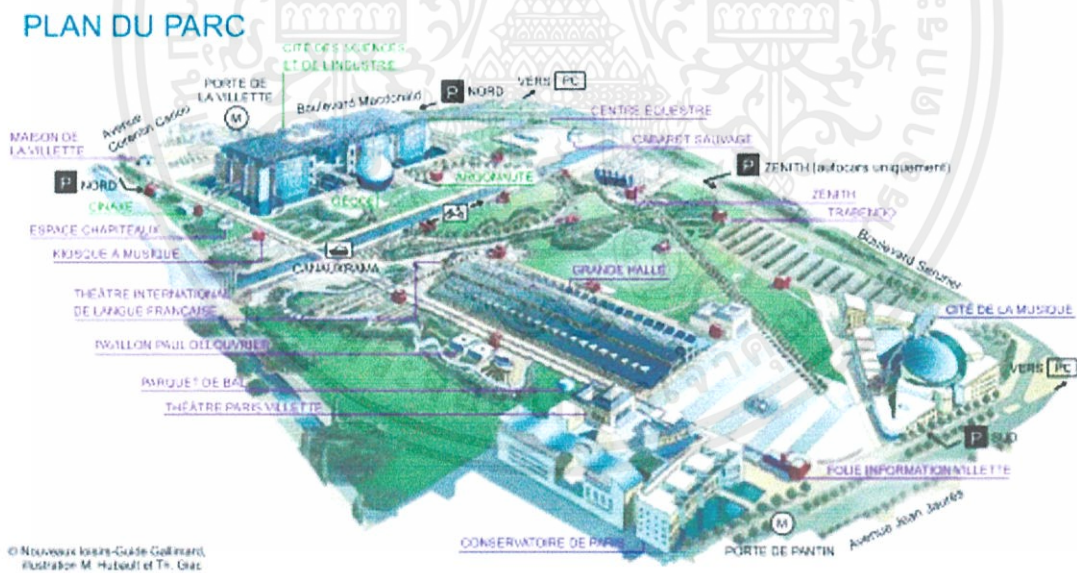 PLAN DU PARC
CITÉ DES SCIENCES
ET DE L'INDUSTRIE
PORTE DE
LA VILLETTE
M
Avenue
Corentin Cariou
Boulevard Macdonald
P NORD
VERS PC
CENTRE ÉQUESTRE
CABARET SAUVAGE
MAISON DE
LA VILLETTE
P NORD
P ZENITH (autocars uniquement)
ARGONAUTE
ZENITH
CINAXE
GÉODE
TRABENDO
ESPACE CHAPITEAUX
KIOSQUE A MUSIQUE
CANAUXRAMA
Boulevard Sérurier
GRANDE HALLE
THÉÂTRE INTERNATIONAL
DE LANGUE FRANÇAISE
CITÉ DE LA MUSIQUE
PAVILLON PAUL DELOUVRIER
VERS PC
PARQUET DE BAL
THÉÂTRE PARIS VILLETTE
P SUD
FOLIE INFORMATION VILLETTE
M
Avenue Jean Jaurès
CONSERVATOIRE DE PARIS
PORTE DE PANTIN
© Nouveaux loisirs-Guide Gallimard,
illustration M. Hubault et Th.